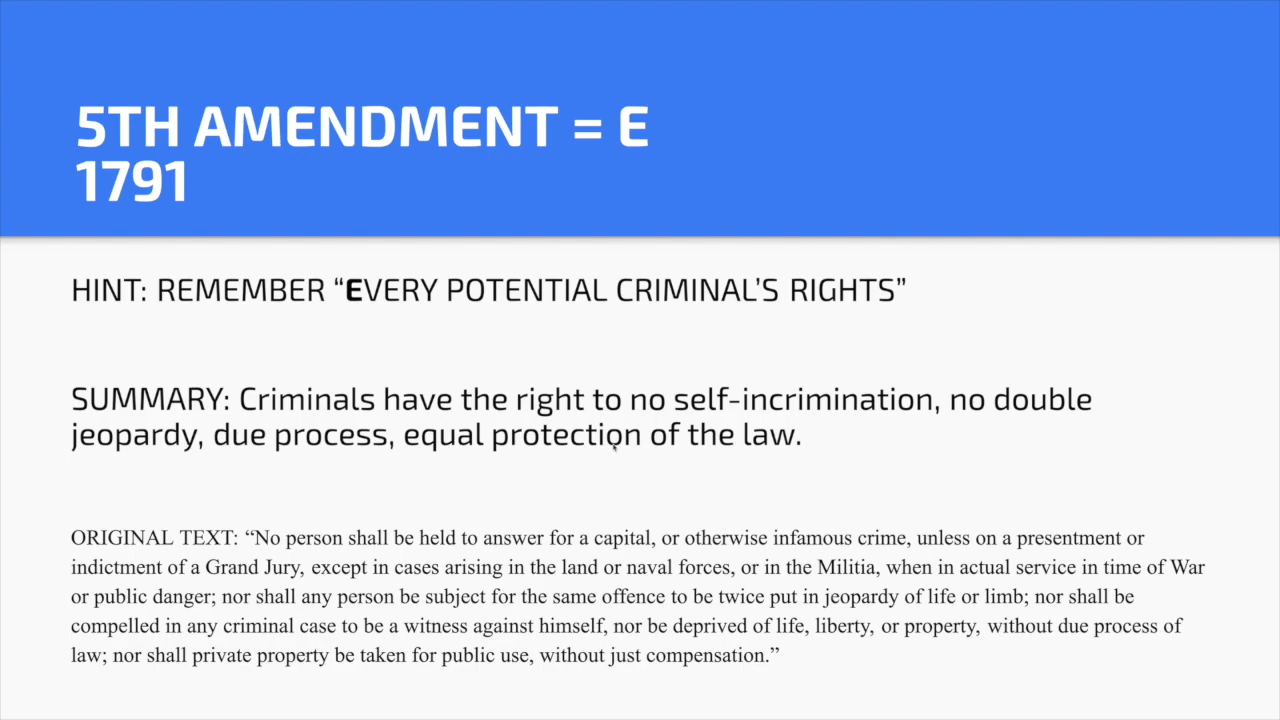 5TH AMENDMENT = E
1791
HINT: REMEMBER “EVERY POTENTIAL CRIMINAL’S RIGHTS”
SUMMARY: Criminals have the right to no self-incrimination, no double
jeopardy, due process, equal protection of the law.
ORIGINAL TEXT: “No person shall be held to answer for a capital, or otherwise infamous crime, unless on a presentment or
indictment of a Grand Jury, except in cases arising in the land or naval forces, or in the Militia, when in actual service in time of War
or public danger; nor shall any person be subject for the same offence to be twice put in jeopardy of life or limb; nor shall be
compelled in any criminal case to be a witness against himself, nor be deprived of life, liberty, or property, without due process of
law; nor shall private property be taken for public use, without just compensation.”